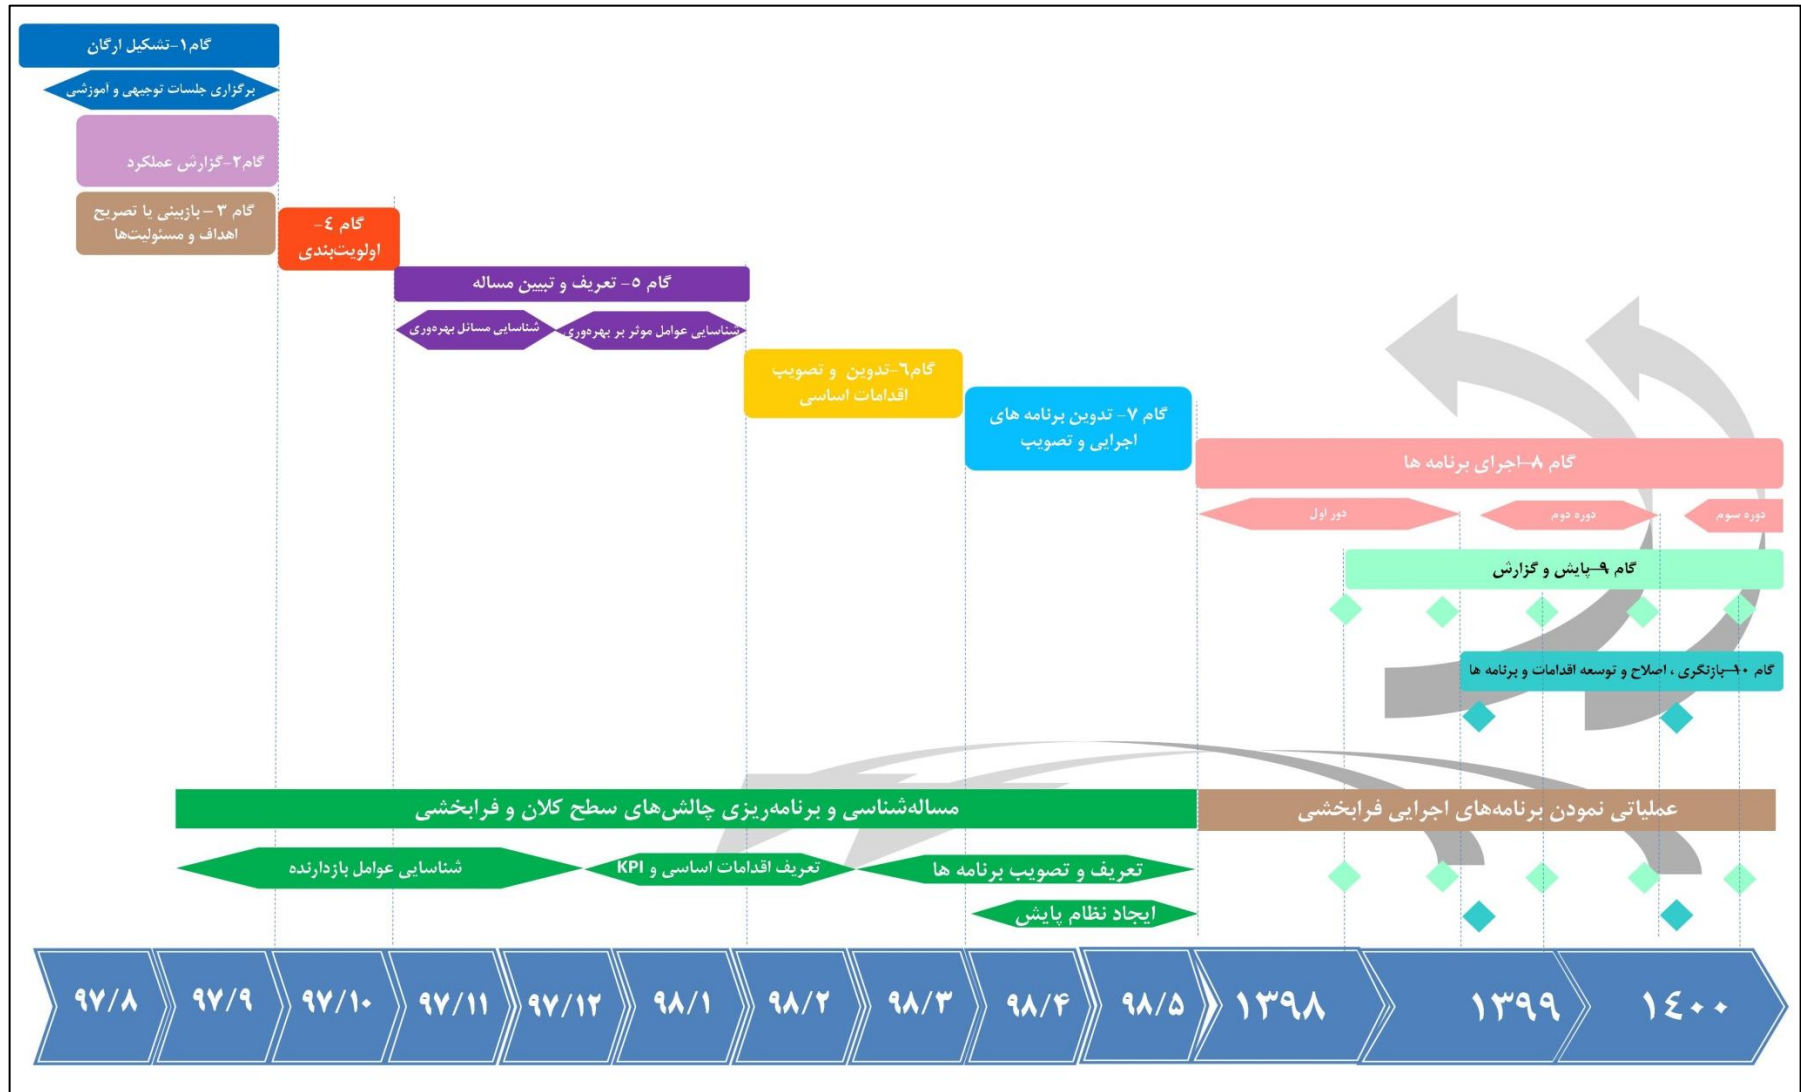 گام۱-تشکیل ارگان
برگزاری جلسات توجیهی و آموزشی
گام۲-گزارش عملکرد
گام ۳ – بازبینی یا تصریح
اهداف و مسئولیت‌ها
گام ٤-
اولویت‌بندی
گام ٥- تعریف و تبیین مساله
شناسایی مسائل بهره‌وری
شناسایی عوامل موثر بر بهره‌وری
گام٦-تدوین و تصویب
اقدامات اساسی
گام ۷- تدوین برنامه های
اجرایی و تصویب
گام ۸-اجرای برنامه ها
دور اول
دوره دوم
دوره سوم
گام ۹-پایش و گزارش
گام ۱۰-بازنگری ، اصلاح و توسعه اقدامات و برنامه ها
مساله‌شناسی و برنامه‌ریزی چالش‌های سطح کلان و فرابخشی
عملیاتی نمودن برنامه‌های اجرایی فرابخشی
شناسایی عوامل بازدارنده
تعریف اقدامات اساسی و KPI
تعریف و تصویب برنامه ها
ایجاد نظام پایش
۹۷/۸
۹۷/۹
۹۷/۱۰
۹۷/۱۱
۹۷/۱۲
۹۸/۱
۹۸/۲
۹۸/۳
۹۸/۴
۹۸/۵
۱۳۹۸
۱۳۹۹
۱٤۰۰